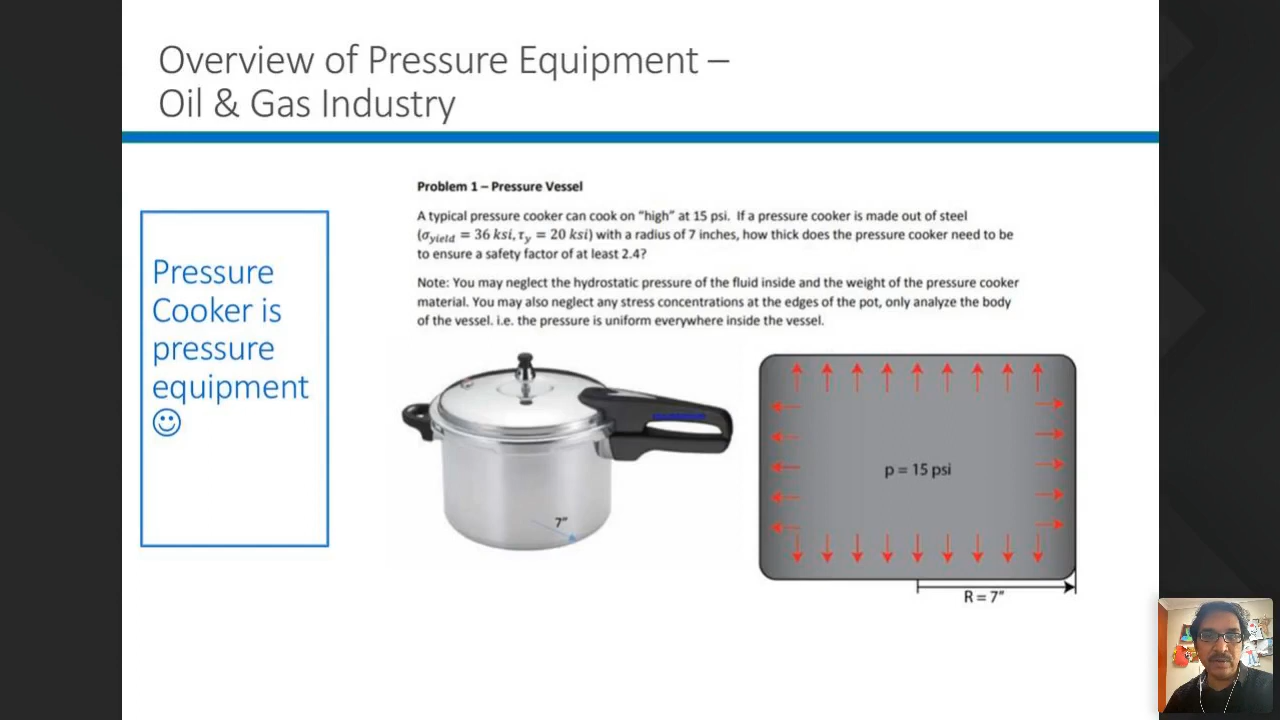 Overview of Pressure Equipment –
Oil & Gas Industry
Pressure
Cooker is
pressure
equipment
☺
Problem 1 – Pressure Vessel
A typical pressure cooker can cook on "high" at 15 psi. If a pressure cooker is made out of steel
(σyield = 36 ksi, τy = 20 ksi) with a radius of 7 inches, how thick does the pressure cooker need to be
to ensure a safety factor of at least 2.4?
Note: You may neglect the hydrostatic pressure of the fluid inside and the weight of the pressure cooker
material. You may also neglect any stress concentrations at the edges of the pot, only analyze the body
of the vessel. i.e. the pressure is uniform everywhere inside the vessel.
7"
p = 15 psi
R = 7"